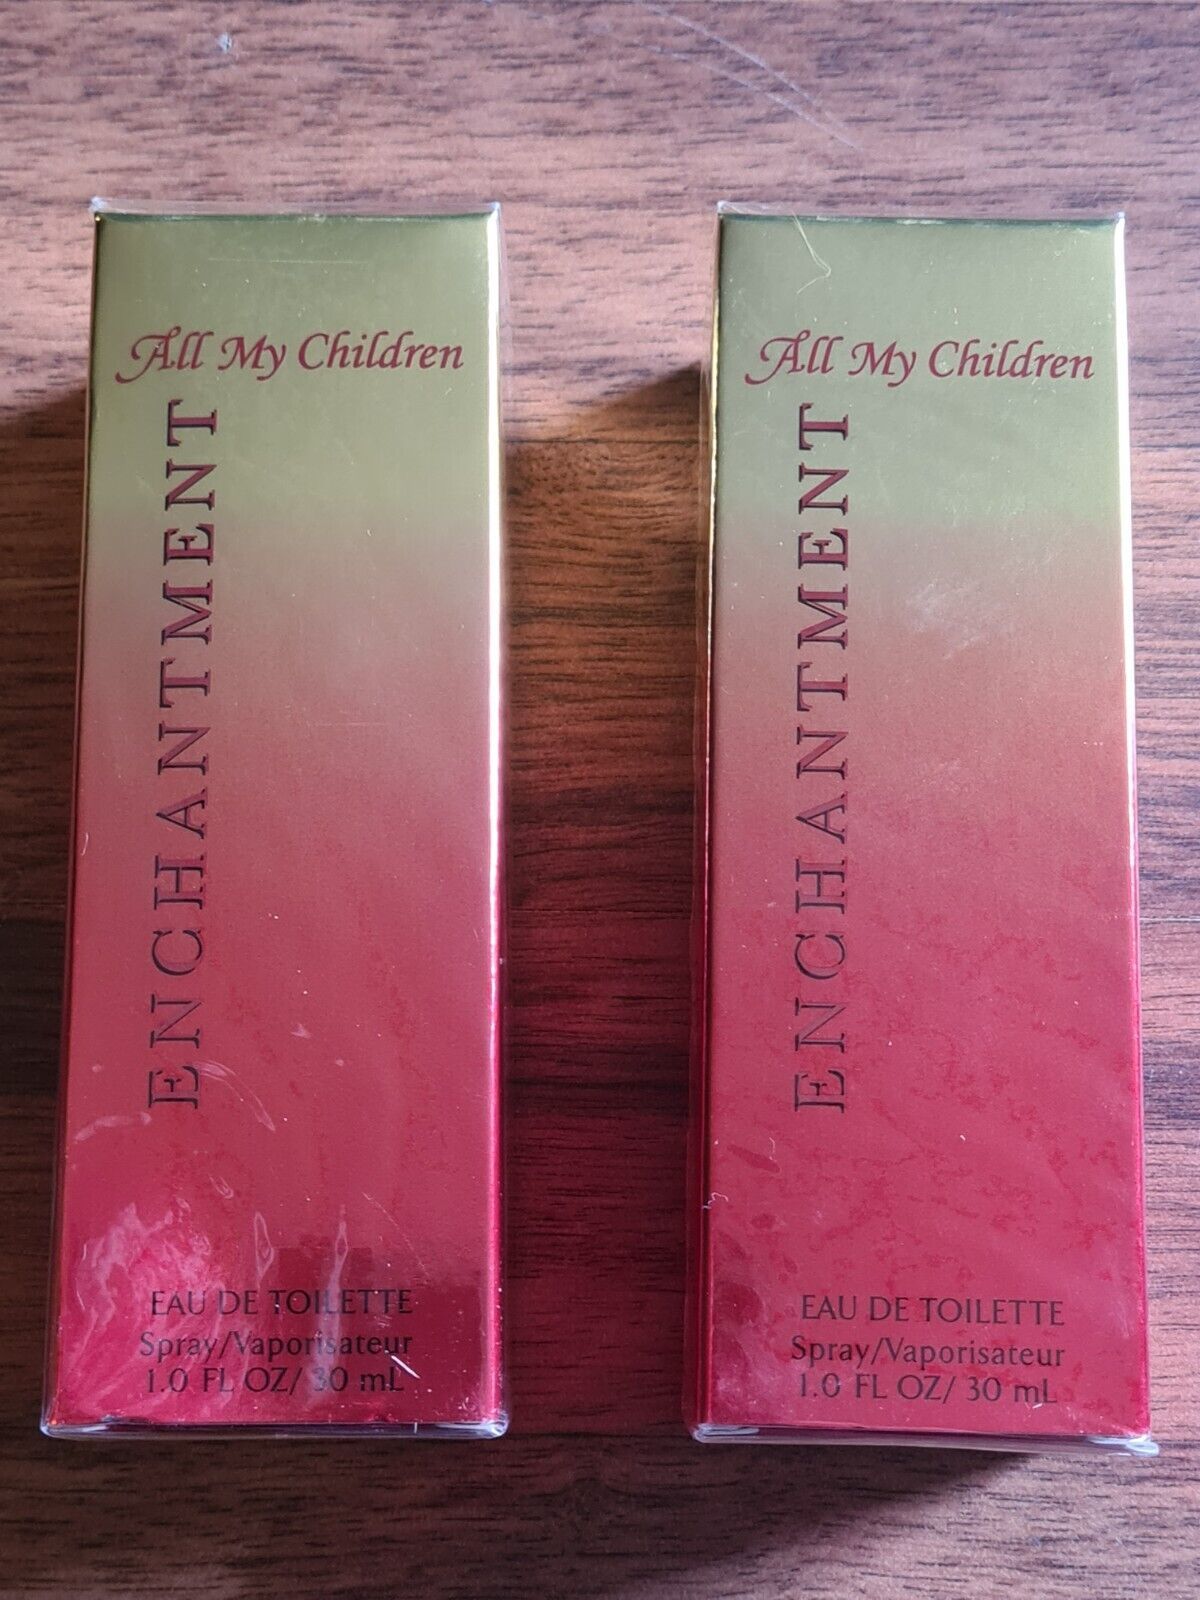 All My Children
ENCHANTMENT
EAU DE TOILETTE
Spray/Vaporisateur
1.0 FL OZ/ 30 mL
All My Children
ENCHANTMENT
EAU DE TOILETTE
Spray/Vaporisateur
1.0 FL OZ/ 30 mL